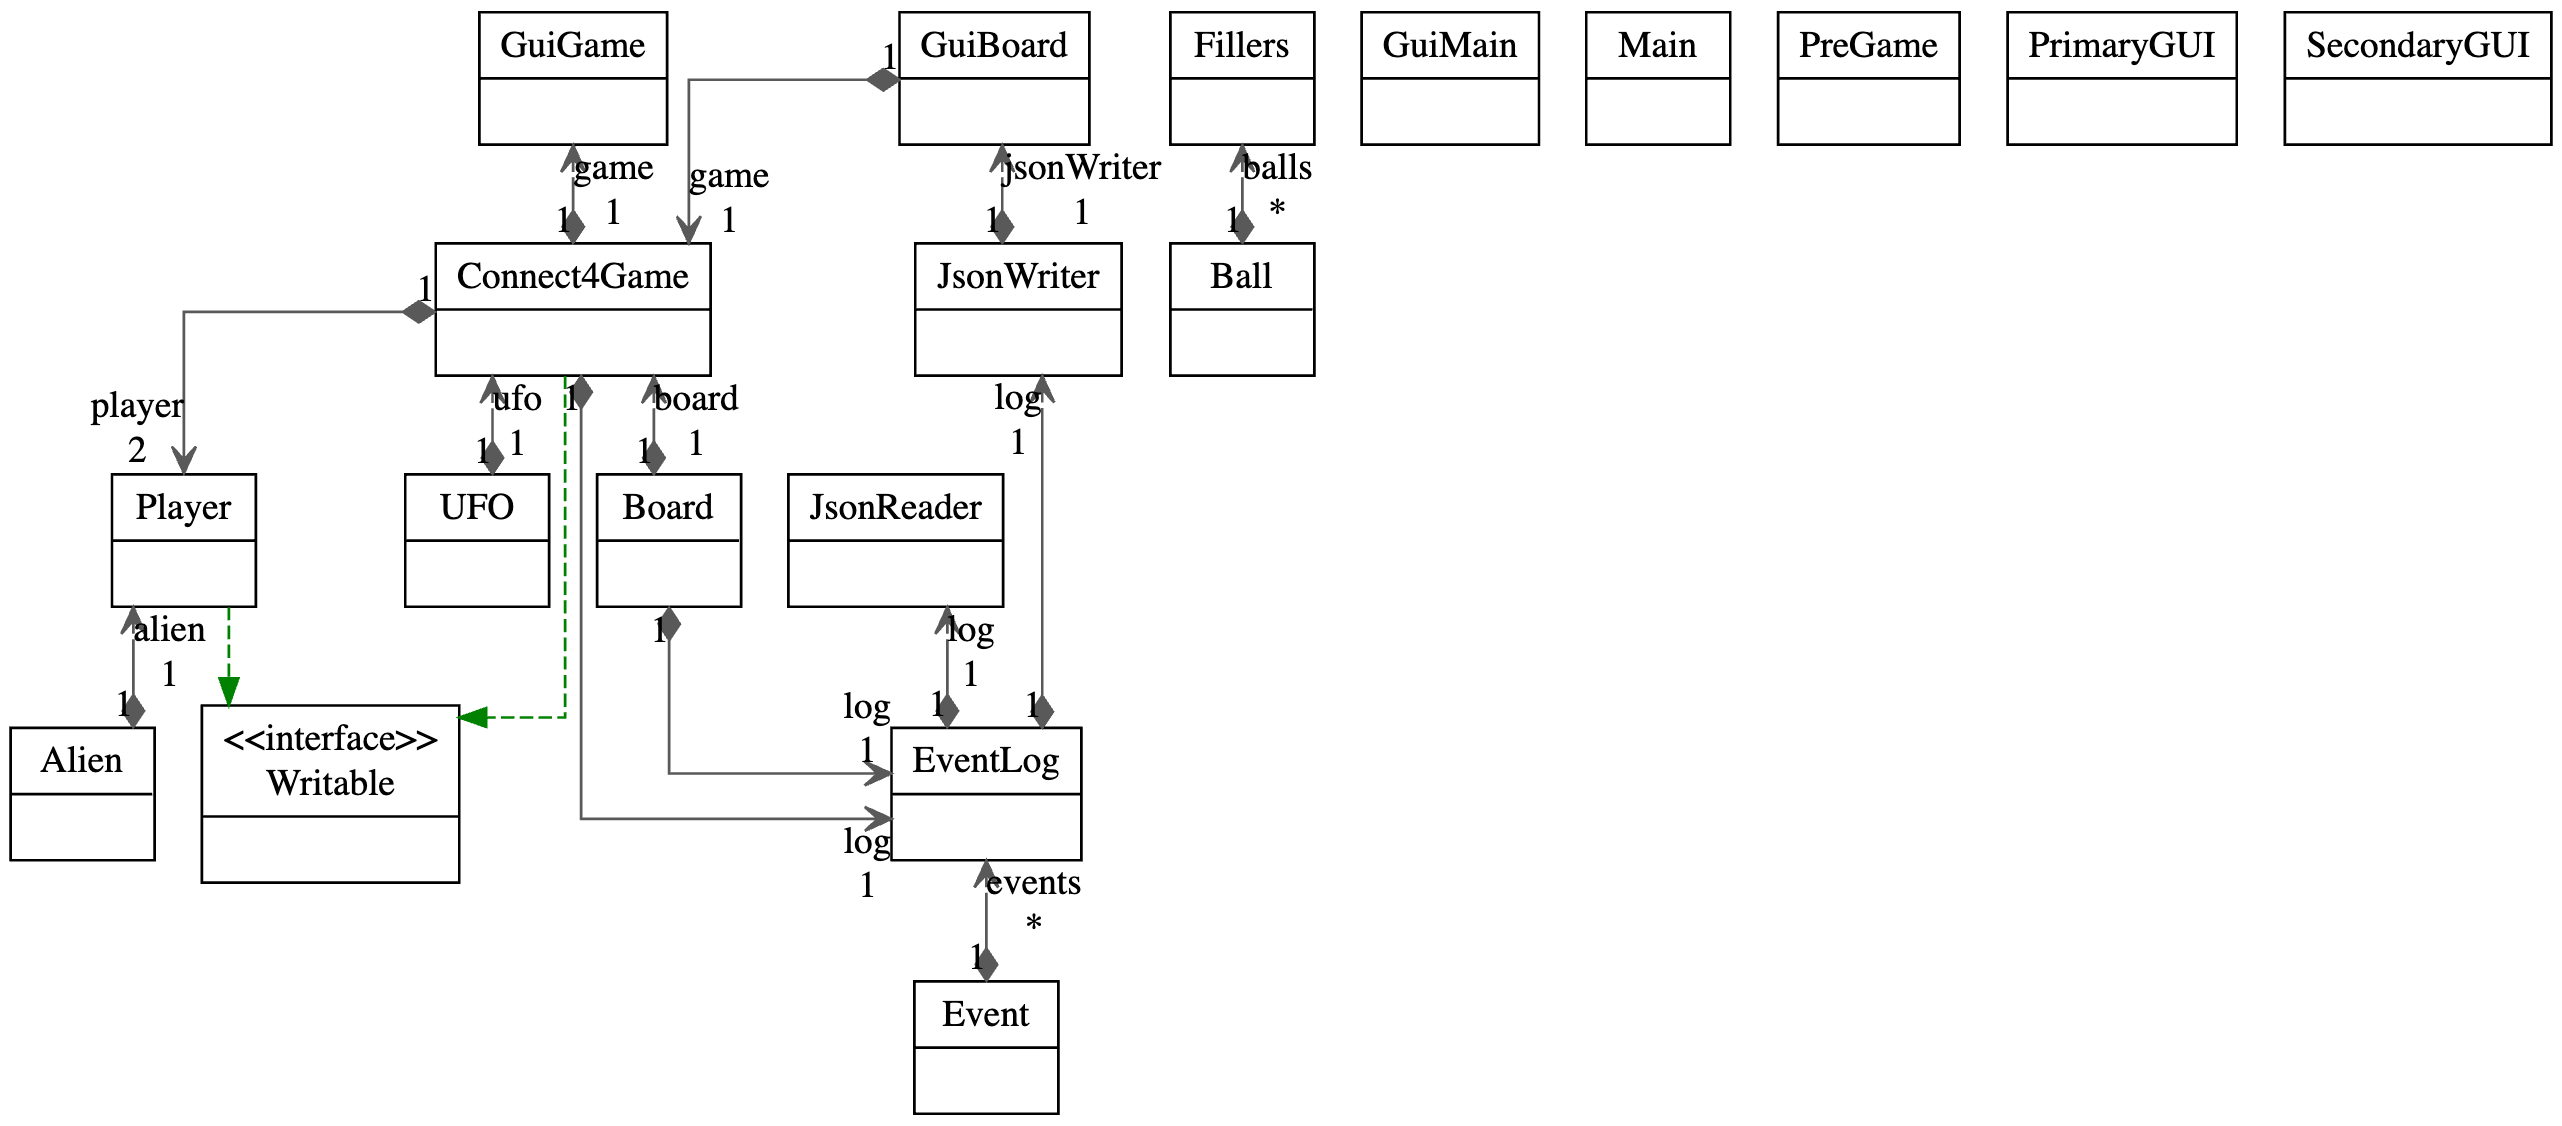 GuiGame
GuiBoard
Fillers
GuiMain
Main
PreGame
PrimaryGUI
SecondaryGUI
1
game
1
1
game
1
jsonWriter
1
1
balls
*
1
Connect4Game
JsonWriter
Ball
1
player
2
ufo
1
1
1
board
1
1
log
1
Player
UFO
Board
JsonReader
alien
1
1
1
log
1
1
log
1
1
Alien
<<interface>>
Writable
EventLog
log
1
events
*
1
Event